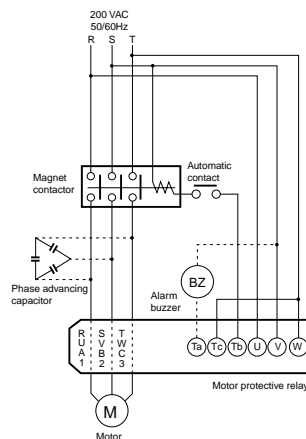 200 VAC
50/60Hz
R S T
Magnet
contactor
Automatic
contact
Phase advancing
capacitor
BZ
Alarm
buzzer
R S T
U V W
A B C
1 2 3
Ta Tc Tb U V W
Motor protective relay
M
Motor